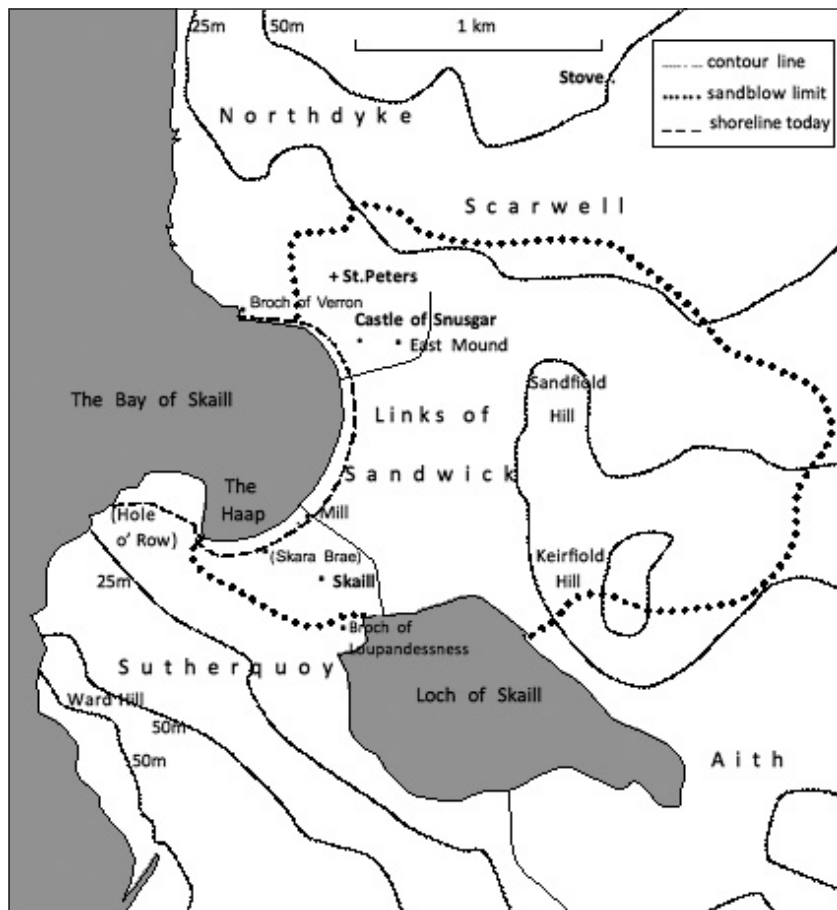 25m
50m
1 km
Stove
contour line
sandblow limit
shoreline today
Northdyke
Scarwell
+ St.Peters
Broch of Verron
Castle of Snusgar
East Mound
Sandfield
Hill
The Bay of Skaill
Links of
Sandwick
The
Haap
Mill
(Hole
o' Row)
(Skara Brae)
Keirfold
Hill
25m
Skaill
Broch of
Loupandessness
Sutherquoy
Loch of Skaill
Ward Hill
50m
50m
Aith